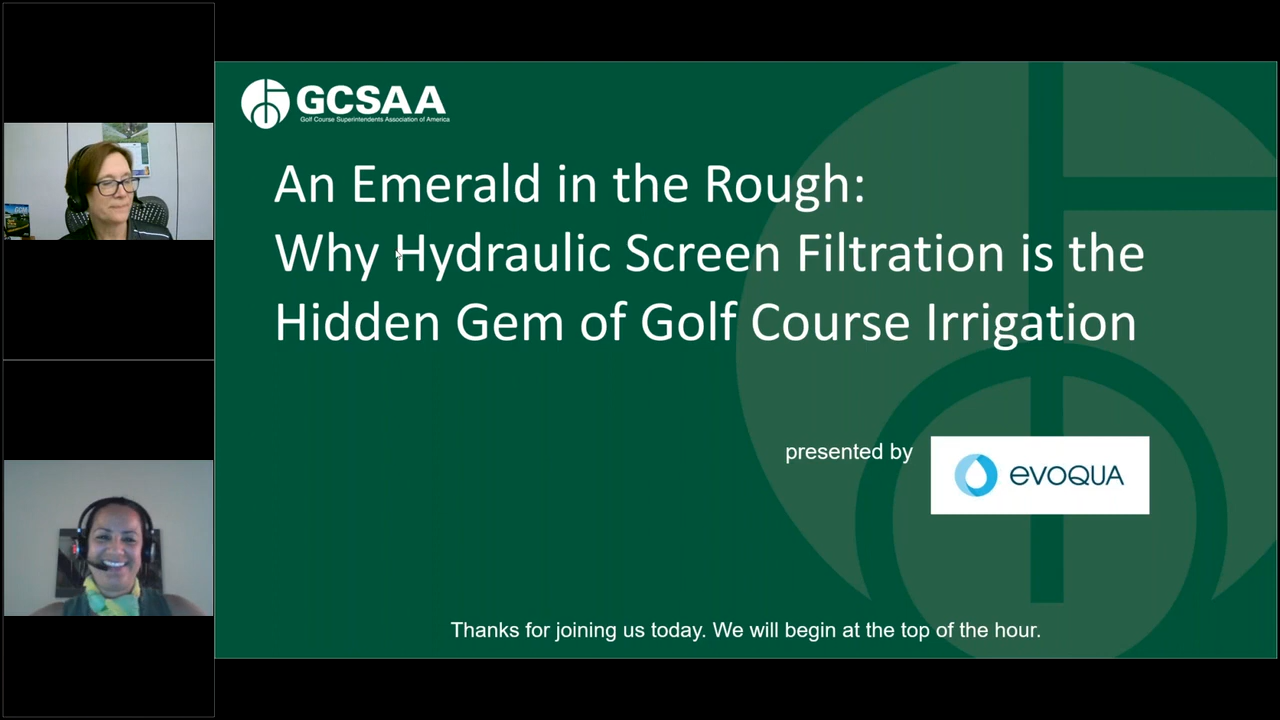 GCSAA
Golf Course Superintendents Association of America
An Emerald in the Rough:
Why Hydraulic Screen Filtration is the
Hidden Gem of Golf Course Irrigation
presented by
evoQUA
Thanks for joining us today. We will begin at the top of the hour.
GCM